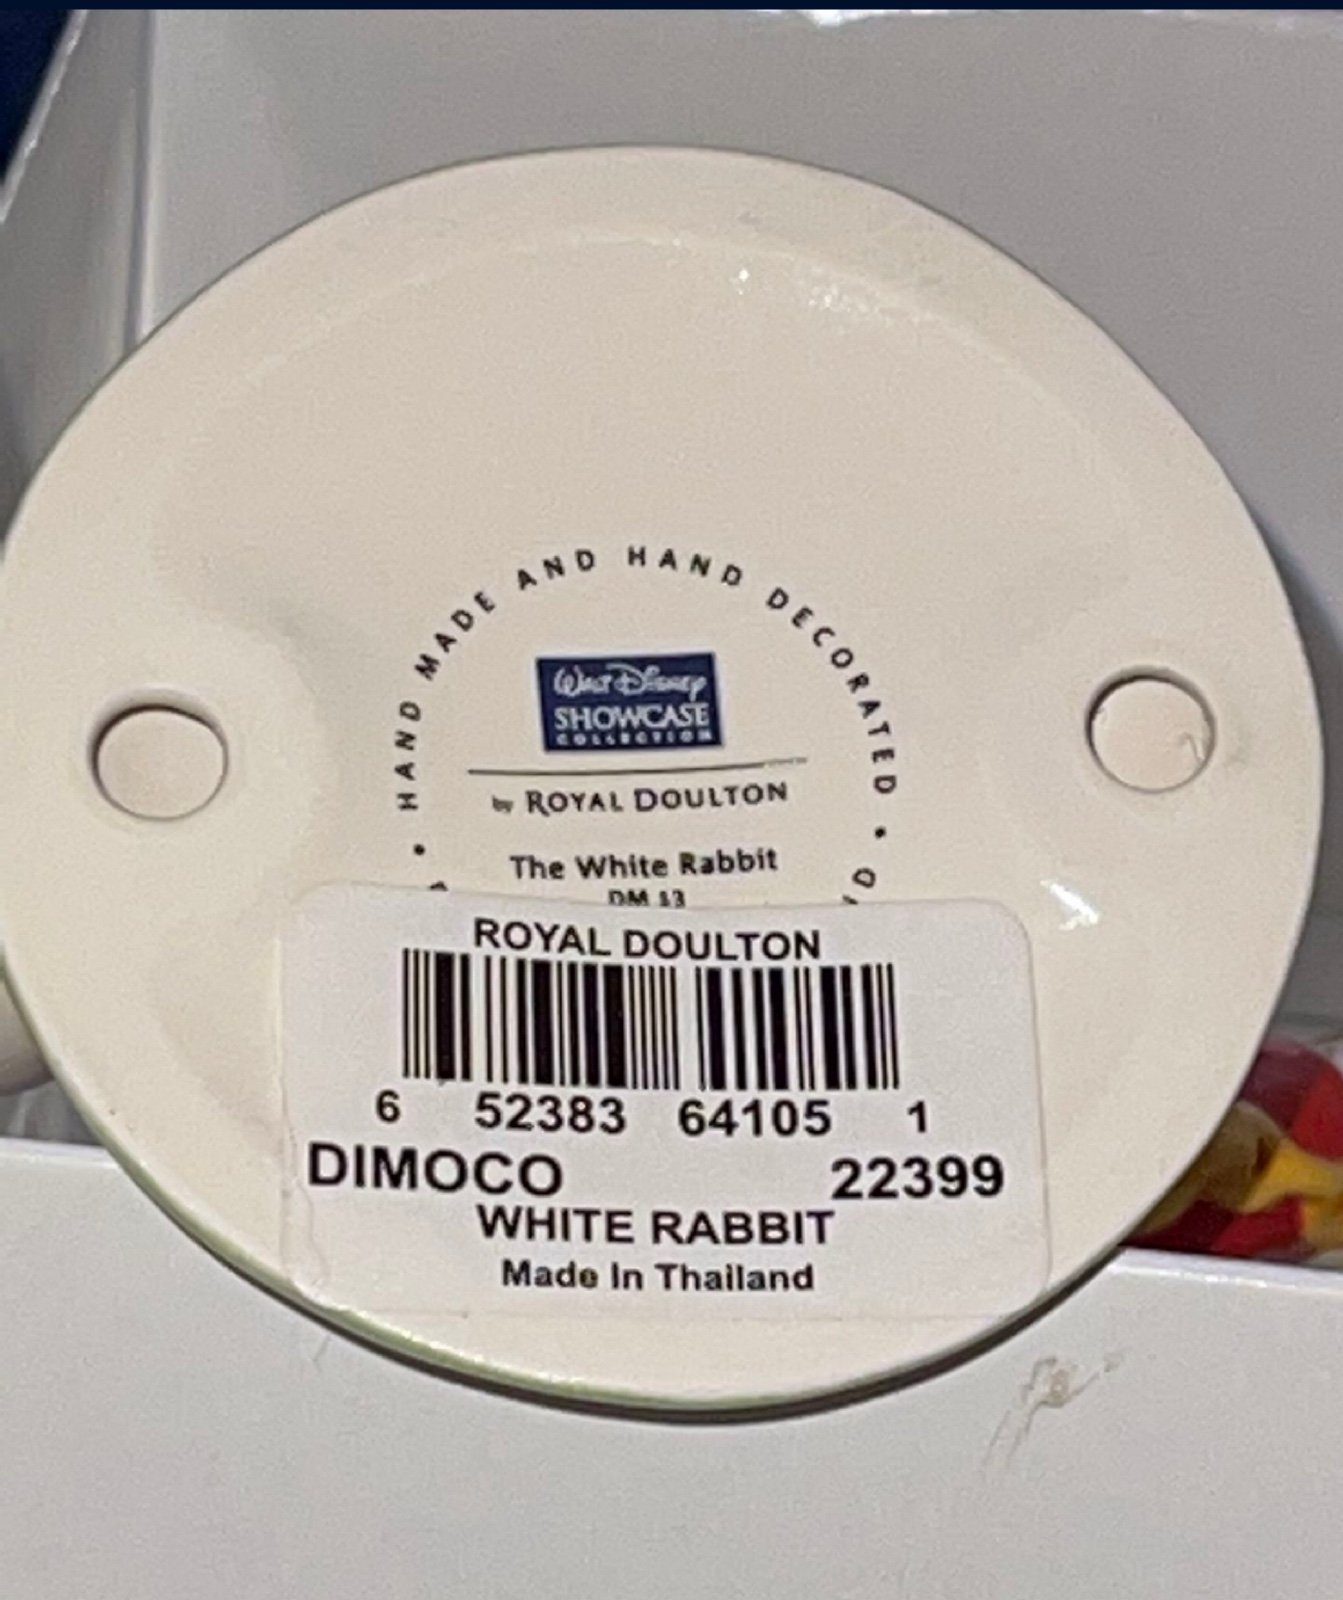 HAND MADE AND HAND DECORATED
WALT DISNEY
SHOWCASE
COLLECTION
by ROYAL DOULTON
The White Rabbit
DM 13
ROYAL DOULTON
6 52383 64105 1
DIMOCO 22399
WHITE RABBIT
Made In Thailand